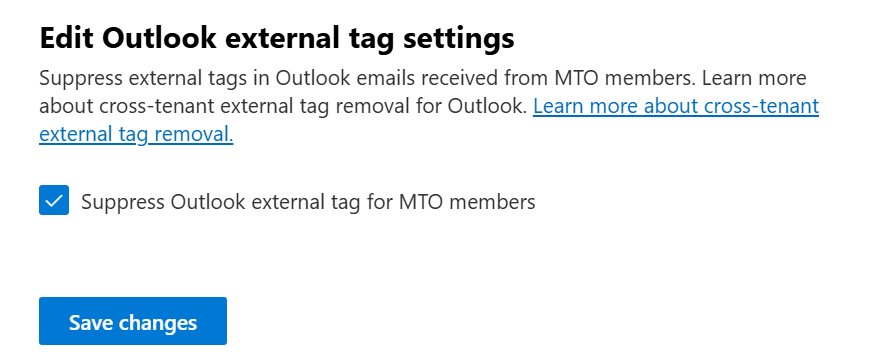 Edit Outlook external tag settings
Suppress external tags in Outlook emails received from MTO members. Learn more
about cross-tenant external tag removal for Outlook. Learn more about cross-tenant
external tag removal.
Suppress Outlook external tag for MTO members
Save changes